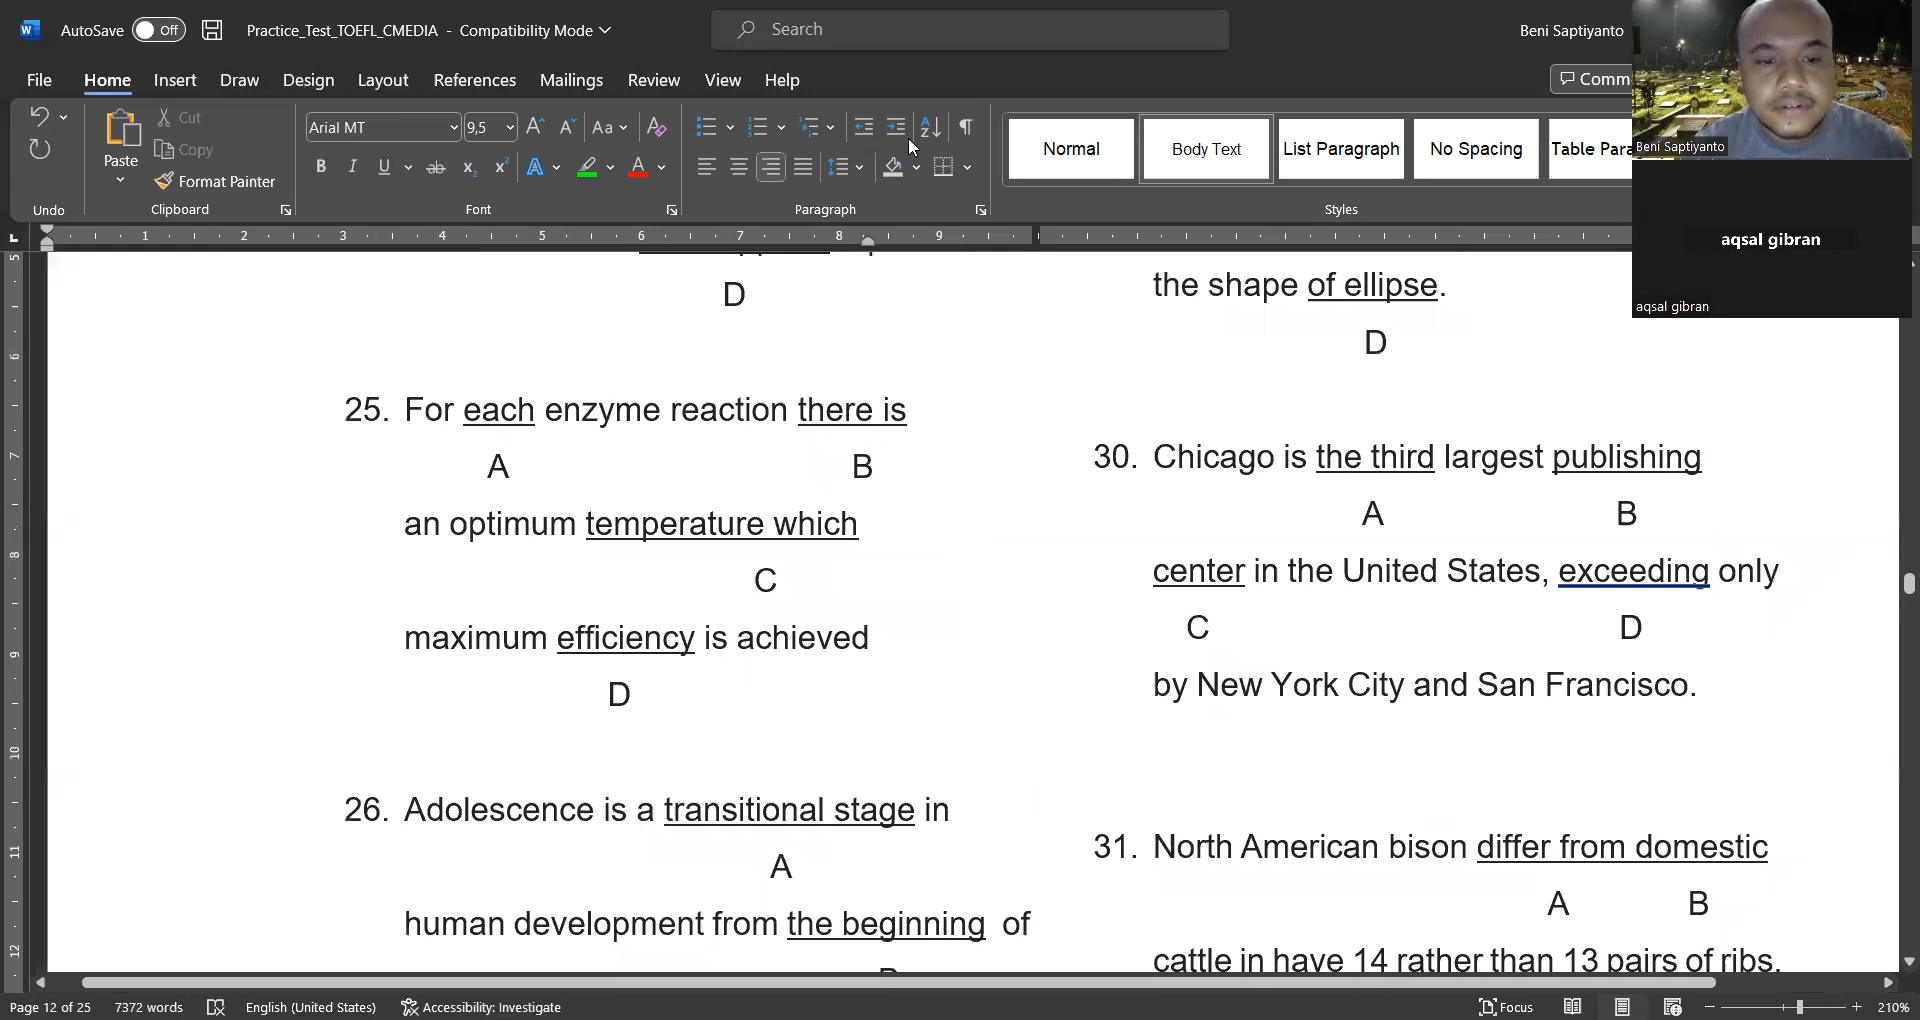 AutoSave Off Practice_Test_TOEFL_CMEDIA - Compatibility Mode
Search
Beni Saptiyanto
File Home Insert Draw Design Layout References Mailings Review View Help
Comm
Paste
Cut
Copy
Format Painter
Arial MT 9,5
Normal
Body Text
List Paragraph
No Spacing
Table Para
Undo Clipboard Font Paragraph Styles
Beni Saptiyanto
aqsal gibran
aqsal gibran
D
25. For each enzyme reaction there is
A B
an optimum temperature which
C
maximum efficiency is achieved
D
26. Adolescence is a transitional stage in
A
human development from the beginning of
the shape of ellipse.
D
30. Chicago is the third largest publishing
A B
center in the United States, exceeding only
C D
by New York City and San Francisco.
31. North American bison differ from domestic
A B
cattle in have 14 rather than 13 pairs of ribs.
Page 12 of 25 7372 words English (United States) Accessibility: Investigate Focus 210%